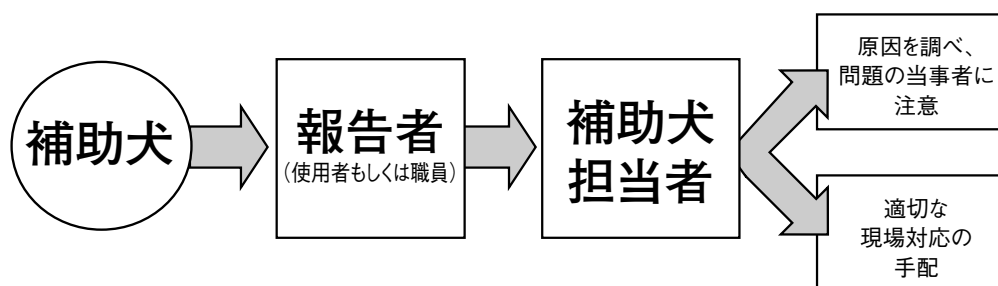 補助犬
報告者
（使用者もしくは職員）
補助犬
担当者
原因を調べ、
問題の当事者に
注意
適切な
現場対応の
手配